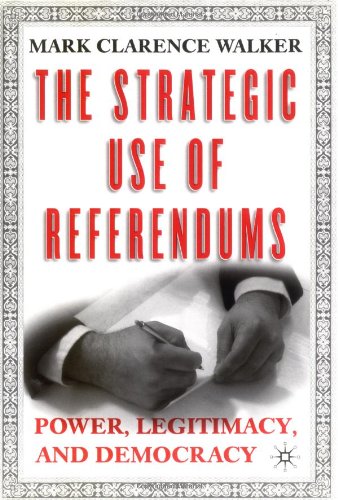 MARK CLARENCE WALKER
THE STRATEGIC
USE OF
REFERENDUMS
POWER, LEGITIMACY,
AND DEMOCRACY